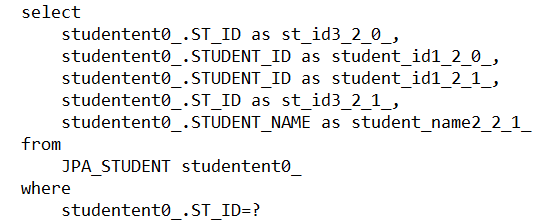 select
studentent0_.ST_ID as st_id3_2_0_,
studentent0_.STUDENT_ID as student_id1_2_0_,
studentent0_.STUDENT_ID as student_id1_2_1_,
studentent0_.ST_ID as st_id3_2_1_,
studentent0_.STUDENT_NAME as student_name2_2_1_
from
JPA_STUDENT studentent0_
where
studentent0_.ST_ID=?